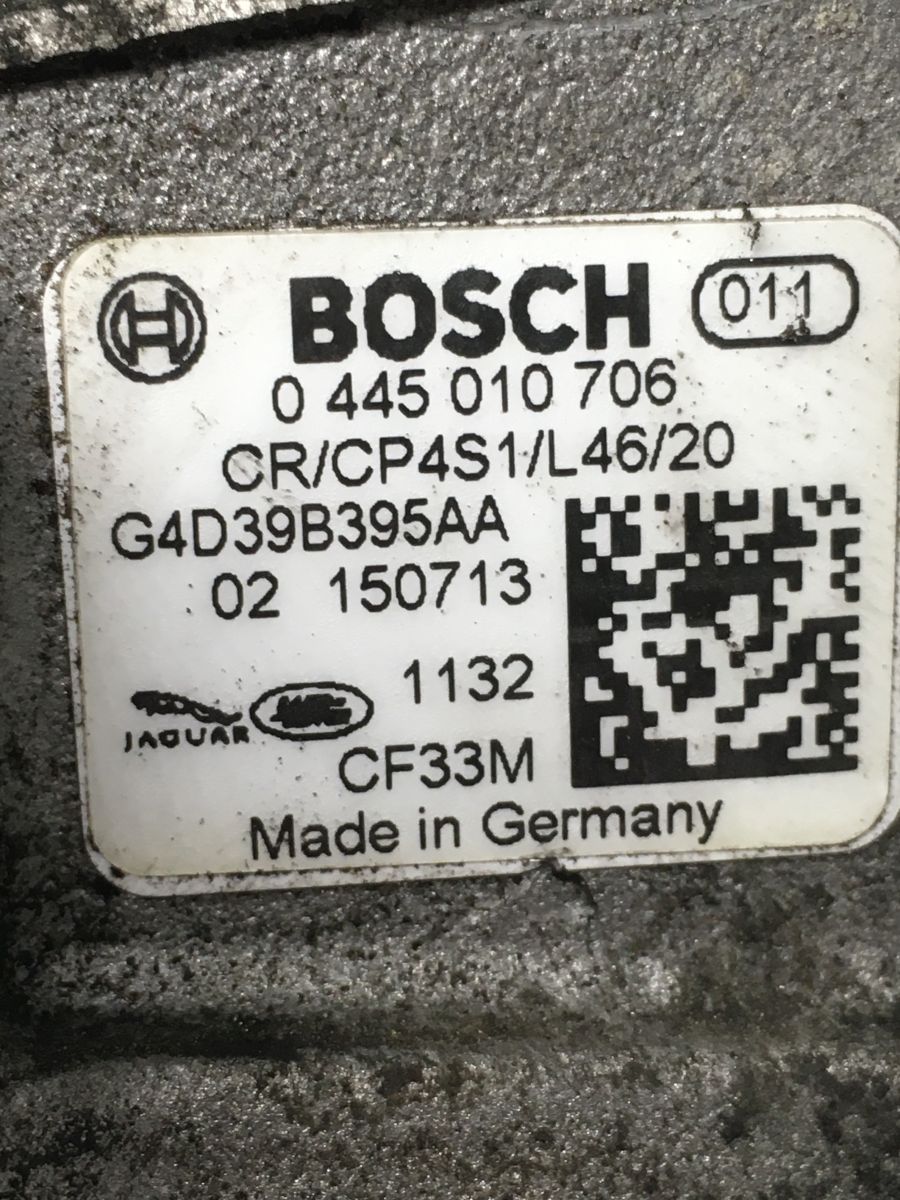 BOSCH 011
0 445 010 706
CR/CP4S1/L46/20
G4D39B395AA
02 150713
1132
JAGUAR
CF33M
Made in Germany